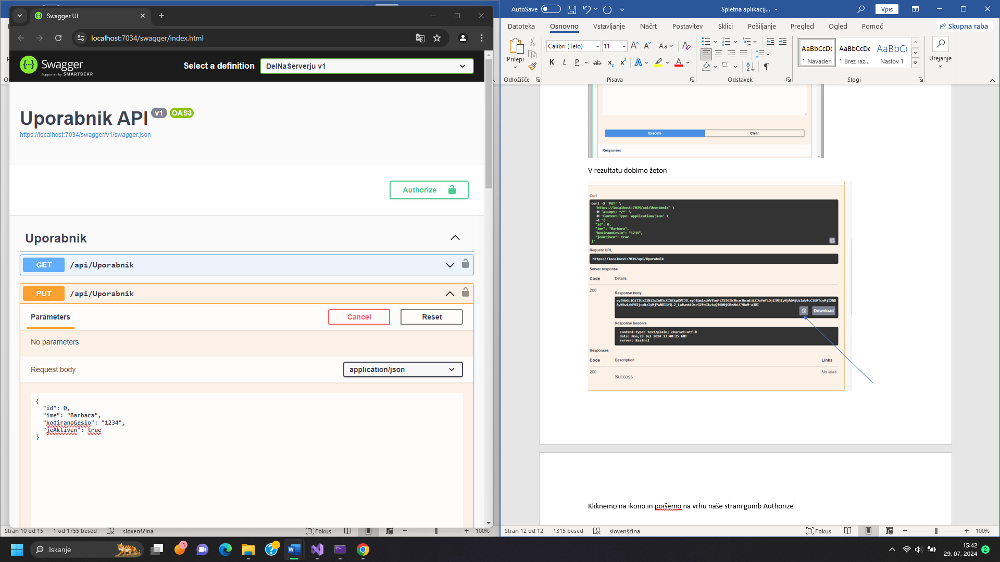 Swagger UI
localhost:7034/swagger/index.html
Swagger
Supported by SMARTBEAR
Select a definition
DelNaServerju v1
Uporabnik API v1 OAS3
https://localhost:7034/swagger/v1/swagger.json
Authorize
Uporabnik
GET /api/Uporabnik
PUT /api/Uporabnik
Parameters
Cancel
Reset
No parameters
Request body
application/json
{
"id": 0,
"ime": "Barbara",
"kodiranoGeslo": "1234",
"jeAktiven": true
}
Stran 10 od 15 1 od 1755 besed slovenščina Fokus 100%
AutoSave
Spletna aplikacij...
Vpis
Datoteka Osnovno Vstavljanje Načrt Postavitev Sklici Pošiljanje Pregled Ogled Pomoč Skupna raba
Prilepi
Calibri (Telo) 11
K L P ab x₂ x²
AaBbCcDc AaBbCcDc AaBbCc
¶ Navaden ¶ Brez raz... Naslov 1
Urejanje
Odložišče Pisava Odstavek Slogi
Execute Clear
Responses
V rezultatu dobimo žeton
Curl
curl -X 'PUT' \
'https://localhost:7034/api/Uporabnik' \
-H 'accept: */*' \
-H 'Content-Type: application/json' \
-d '{
"id": 0,
"ime": "Barbara",
"kodiranoGeslo": "1234",
"jeAktiven": true
}'
Request URL
https://localhost:7034/api/Uporabnik
Server response
Code Details
200
Response body
Download
Response headers
content-type: text/plain; charset=utf-8
date: Mon,29 Jul 2024 13:40:25 GMT
server: Kestrel
Responses
Code Description Links
200 Success No links
Kliknemo na ikono in poišemo na vrhu naše strani gumb Authorize
Stran 12 od 12 1315 besed slovenščina Fokus 100%
Iskanje
1
15:42
29. 07. 2024
2